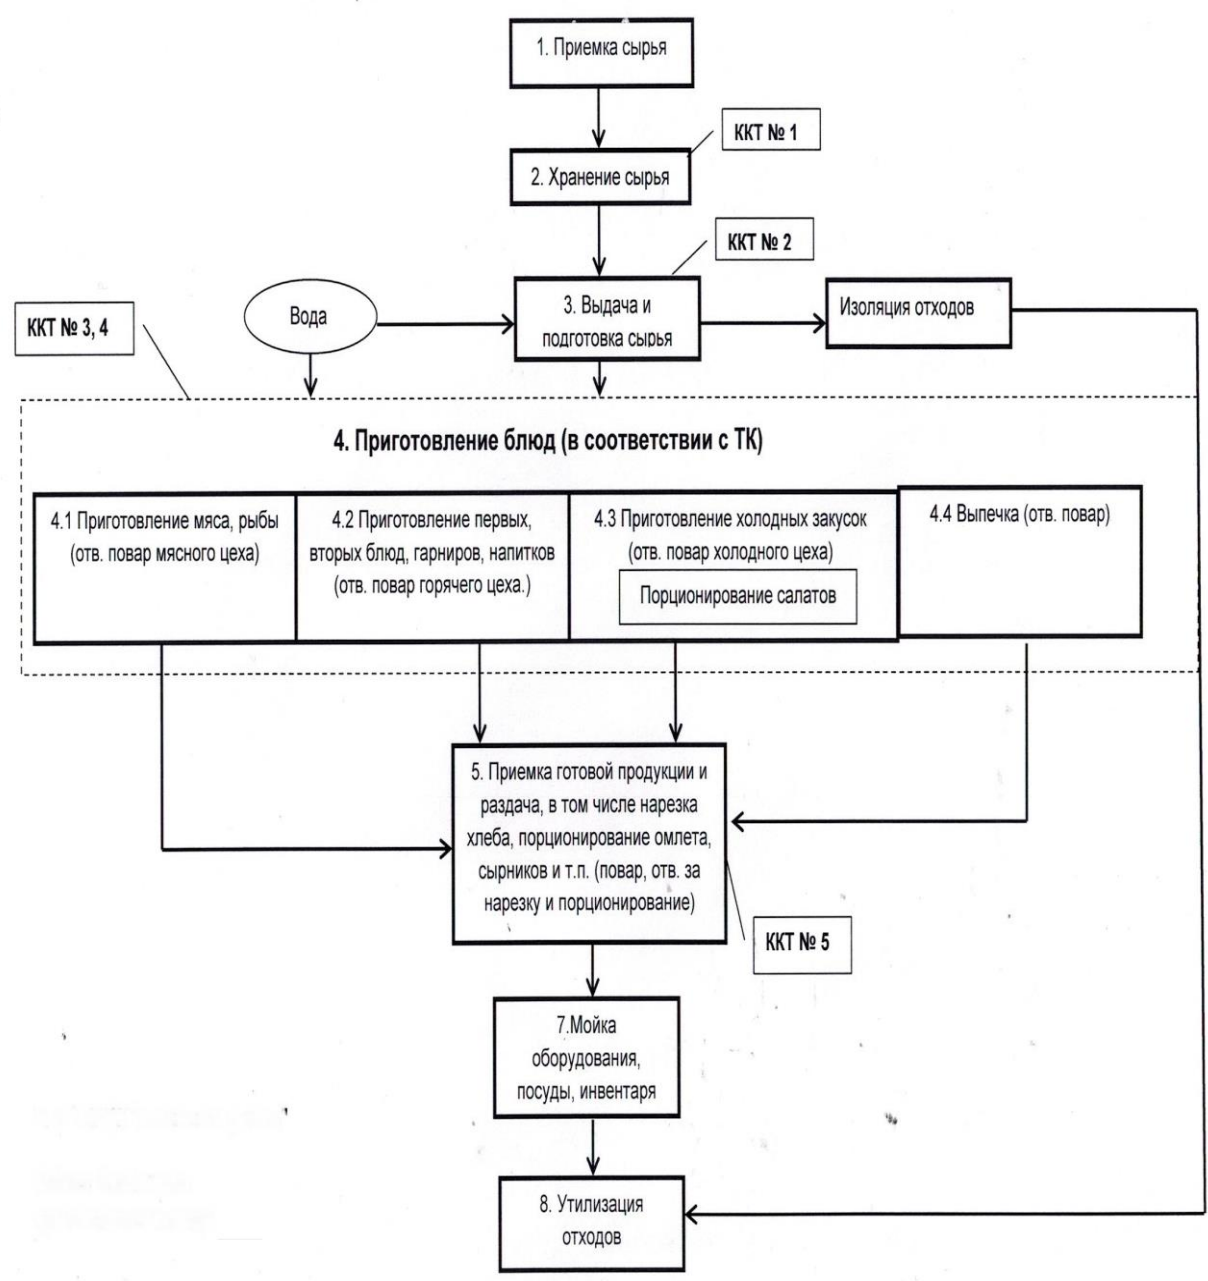 1. Приемка сырья
ККТ № 1
2. Хранение сырья
ККТ № 2
3. Выдача и
подготовка сырья
Изоляция отходов
Вода
ККТ № 3, 4
4. Приготовление блюд (в соответствии с ТК)
4.1 Приготовление мяса, рыбы
(отв. повар мясного цеха)
4.2 Приготовление первых,
вторых блюд, гарниров, напитков
(отв. повар горячего цеха.)
4.3 Приготовление холодных закусок
(отв. повар холодного цеха)
Порционирование салатов
4.4 Выпечка (отв. повар)
5. Приемка готовой продукции и
раздача, в том числе нарезка
хлеба, порционирование омлета,
сырников и т.п. (повар, отв. за
нарезку и порционирование)
ККТ № 5
7.Мойка
оборудования,
посуды, инвентаря
8. Утилизация
отходов